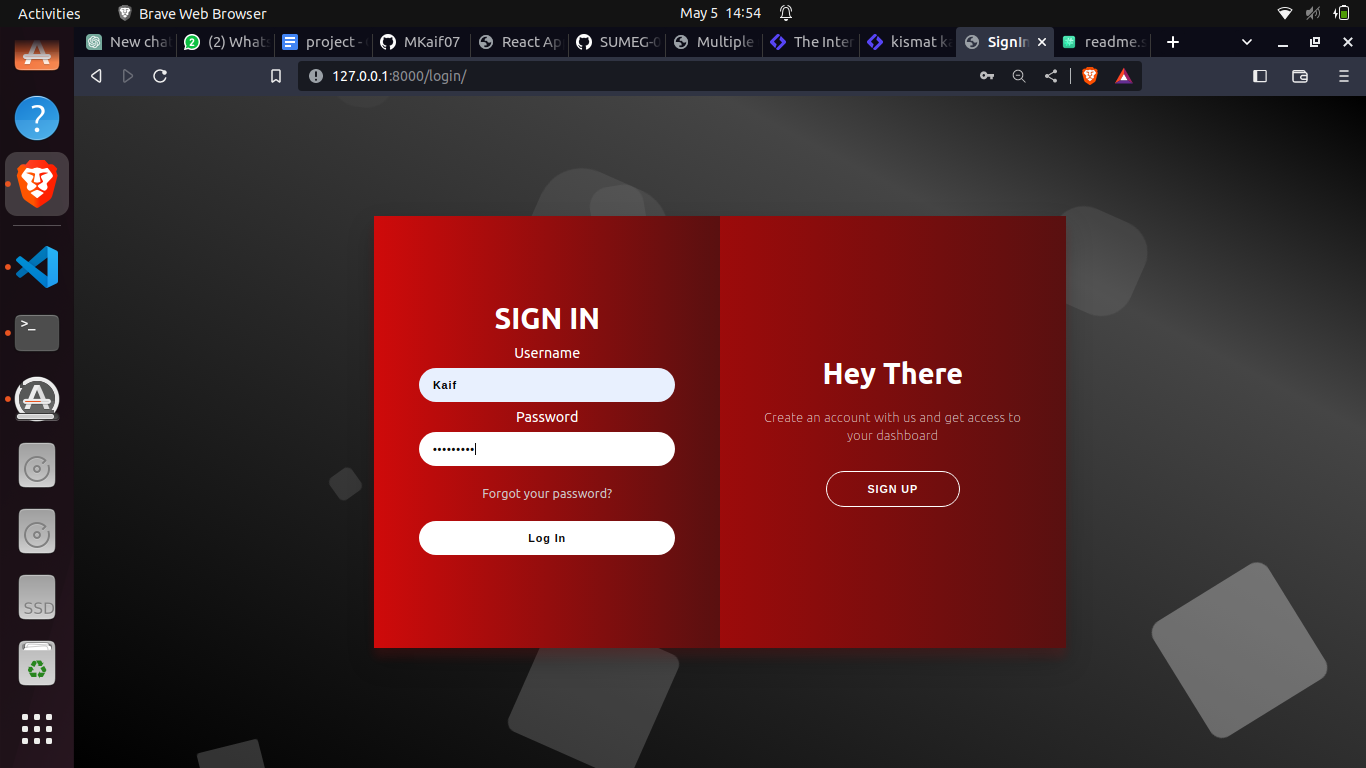 Activities
Brave Web Browser
May 5 14:54
New cha
(2) Whats
project -
MKaif07
React Ap
SUMEG-0
Multiple
The Inter
kismat ka
SignIn
readme.s
127.0.0.1:8000/login/
SIGN IN
Username
Kaif
Password
Forgot your password?
Log In
Hey There
Create an account with us and get access to
your dashboard
SIGN UP
SSD